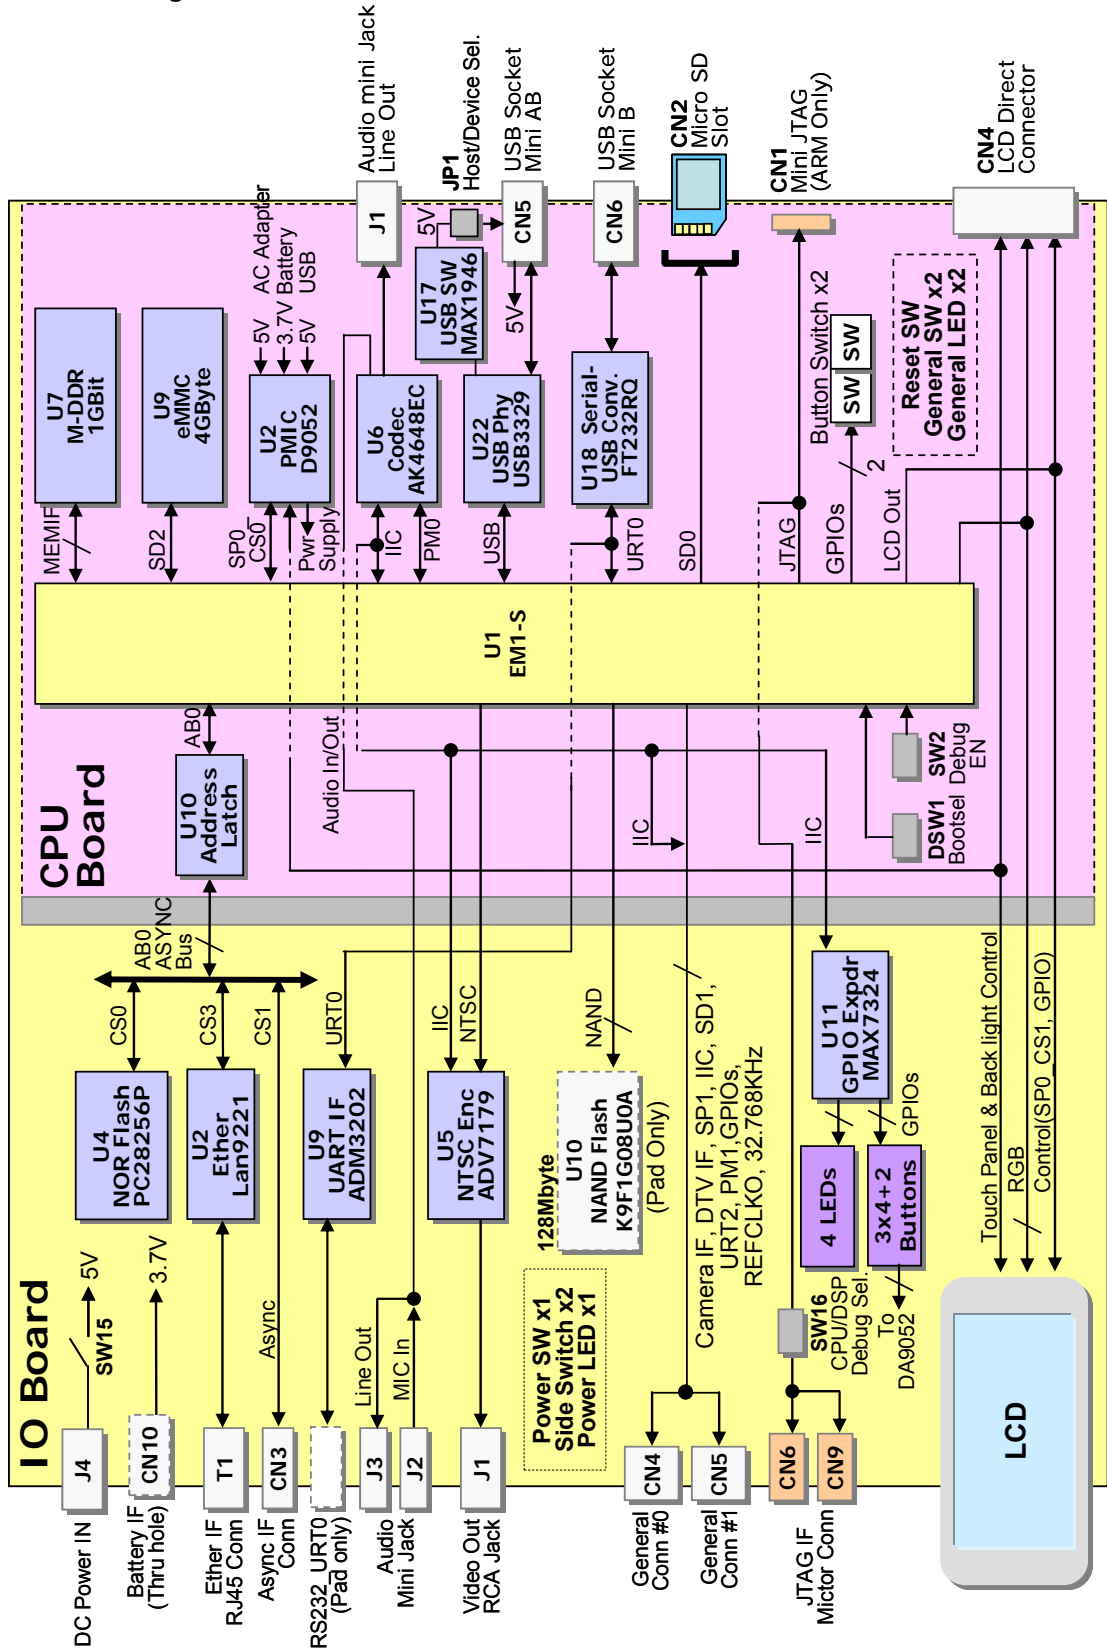 IO Board
CPU
Board
DC Power IN
J4
SW15
5V
Battery IF
(Thru hole)
CN10
3.7V
Ether IF
RJ45 Conn
T1
Async IF
Conn
CN3
Async
RS232_URT0
(Pad only)
Audio
Mini Jack
J3
J2
Line Out
MIC In
Video Out
RCA Jack
J1
Power SW x1
Side Switch x2
Power LED x1
General
Conn #0
CN4
General
Conn #1
CN5
JTAG IF
Mictor Conn
CN6
CN9
SW16
CPU/DSP
Debug Sel.
To
DA9052
LCD
U4
NOR Flash
PC28256P
CS0
U2
Ether
Lan9221
CS3
CS1
U9
UART IF
ADM3202
URT0
U5
NTSC Enc
ADV7179
IIC
NTSC
128Mbyte
U10
NAND Flash
K9F1G08U0A
(Pad Only)
NAND
Camera IF, DTV IF, SP1, IIC, SD1,
URT2, PM1,GPIOs,
REFCLKO, 32.768KHz
4 LEDs
3x4+2
Buttons
GPIOs
U11
GPIO Expdr
MAX7324
Touch Panel & Back light Control
RGB
Control(SP0_CS1, GPIO)
AB0
ASYNC
Bus
U10
Address
Latch
AB0
Audio In/Out
IIC
IIC
DSW1
Bootsel
SW2
Debug
EN
U1
EM1-S
MEMIF
SD2
SP0
CS0
Pwr
Supply
IIC
PM0
USB
URT0
SD0
JTAG
GPIOs
LCD Out
2
U7
M-DDR
1GBit
U9
eMMC
4GByte
U2
PMIC
D9052
5V
AC Adapter
3.7V
Battery
5V
USB
U6
Codec
AK4648EC
U17
USB SW
MAX1946
5V
5V
U22
USB Phy
USB3329
U18 Serial-
USB Conv.
FT232RQ
Button Switch x2
SW
SW
Reset SW
General SW x2
General LED x2
J1
Audio mini Jack
Line Out
JP1
Host/Device Sel.
CN5
USB Socket
Mini AB
CN6
USB Socket
Mini B
CN2
Micro SD
Slot
CN1
Mini JTAG
(ARM Only)
CN4
LCD Direct
Connector